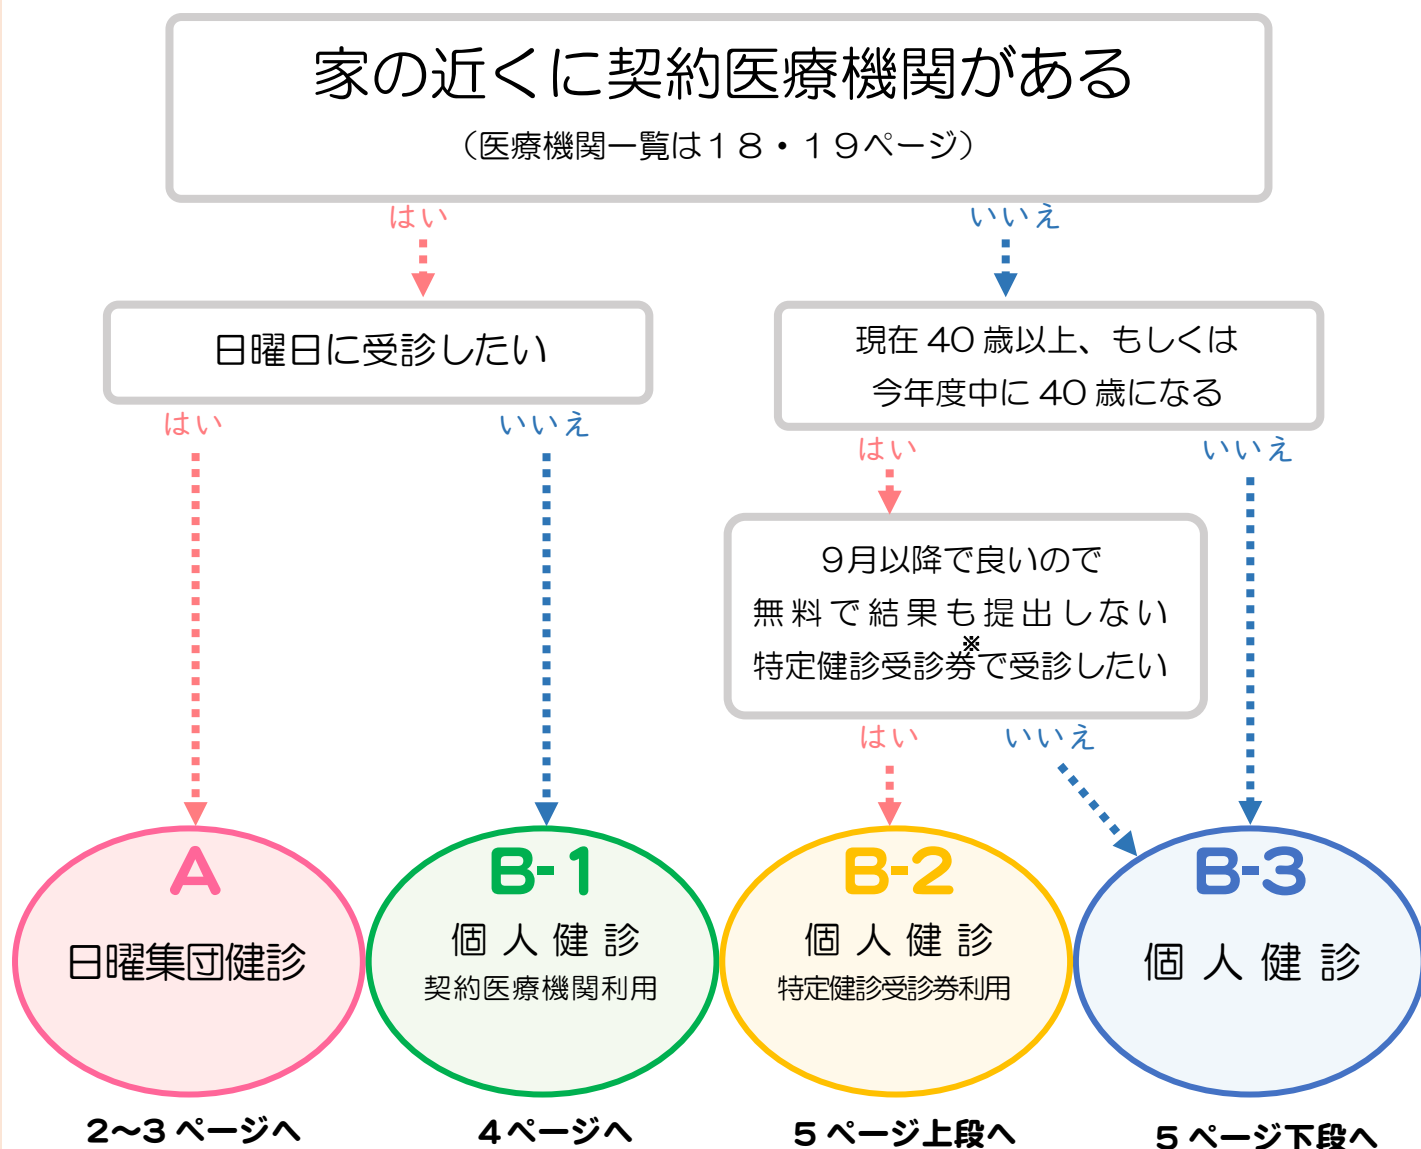 家の近くに契約医療機関がある
（医療機関一覧は１８・１９ページ）
はい
いいえ
日曜日に受診したい
現在 40 歳以上、もしくは
今年度中に 40 歳になる
はい
いいえ
はい
いいえ
９月以降で良いので
無料で結果も提出しない
特定健診受診券※で受診したい
はい
いいえ
A
日曜集団健診
B-1
個人健診
契約医療機関利用
B-2
個人健診
特定健診受診券利用
B-3
個人健診
2～3 ページへ
4ページへ
5 ページ上段へ
5 ページ下段へ